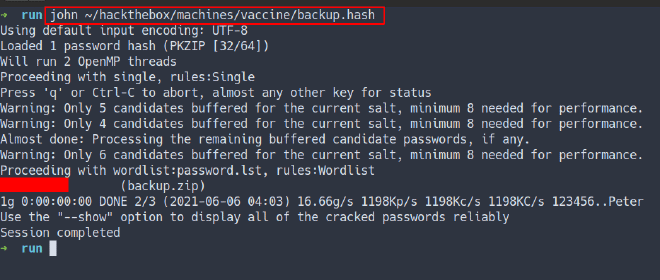 ➜ run john ~/hackthebox/machines/vaccine/backup.hash
Using default input encoding: UTF-8
Loaded 1 password hash (PKZIP [32/64])
Will run 2 OpenMP threads
Proceeding with single, rules:Single
Press 'q' or Ctrl-C to abort, almost any other key for status
Warning: Only 5 candidates buffered for the current salt, minimum 8 needed for performance.
Warning: Only 4 candidates buffered for the current salt, minimum 8 needed for performance.
Almost done: Processing the remaining buffered candidate passwords, if any.
Warning: Only 6 candidates buffered for the current salt, minimum 8 needed for performance.
Proceeding with wordlist:password.lst, rules:Wordlist
(backup.zip)
1g 0:00:00:00 DONE 2/3 (2021-06-06 04:03) 16.66g/s 1198Kp/s 1198Kc/s 1198KC/s 123456..Peter
Use the "--show" option to display all of the cracked passwords reliably
Session completed
➜ run